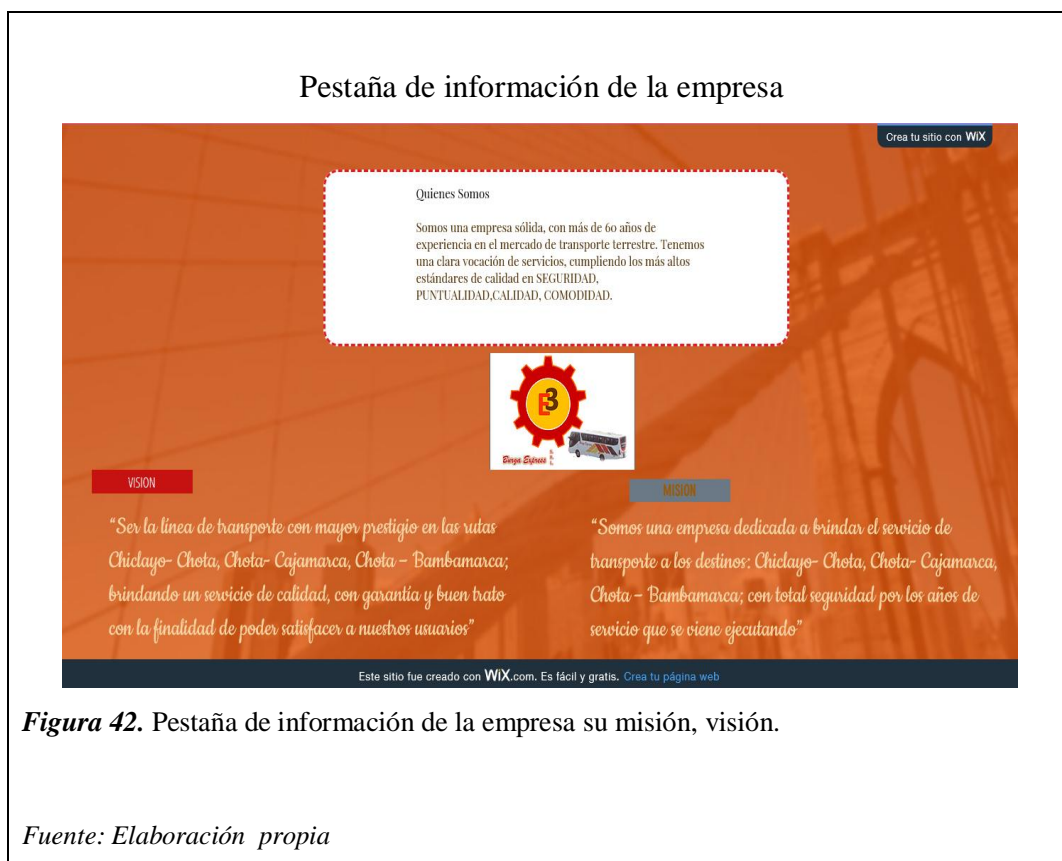 Pestaña de información de la empresa
Crea tu sitio con WiX
Quienes Somos
Somos una empresa sólida, con más de 60 años de
experiencia en el mercado de transporte terrestre. Tenemos
una clara vocación de servicios, cumpliendo los más altos
estándares de calidad en SEGURIDAD,
PUNTUALIDAD,CALIDAD, COMODIDAD.
E3
Burga Express S.R.L
VISION
“Ser la línea de transporte con mayor prestigio en las rutas
Chiclayo- Chota, Chota- Cajamarca, Chota – Bambamarca;
brindando un servicio de calidad, con garantía y buen trato
con la finalidad de poder satisfacer a nuestros usuarios”
MISION
“Somos una empresa dedicada a brindar el servicio de
transporte a los destinos: Chiclayo- Chota, Chota- Cajamarca,
Chota – Bambamarca; con total seguridad por los años de
servicio que se viene ejecutando”
Este sitio fue creado con WiX.com. Es fácil y gratis. Crea tu página web
Figura 42. Pestaña de información de la empresa su misión, visión.
Fuente: Elaboración propia